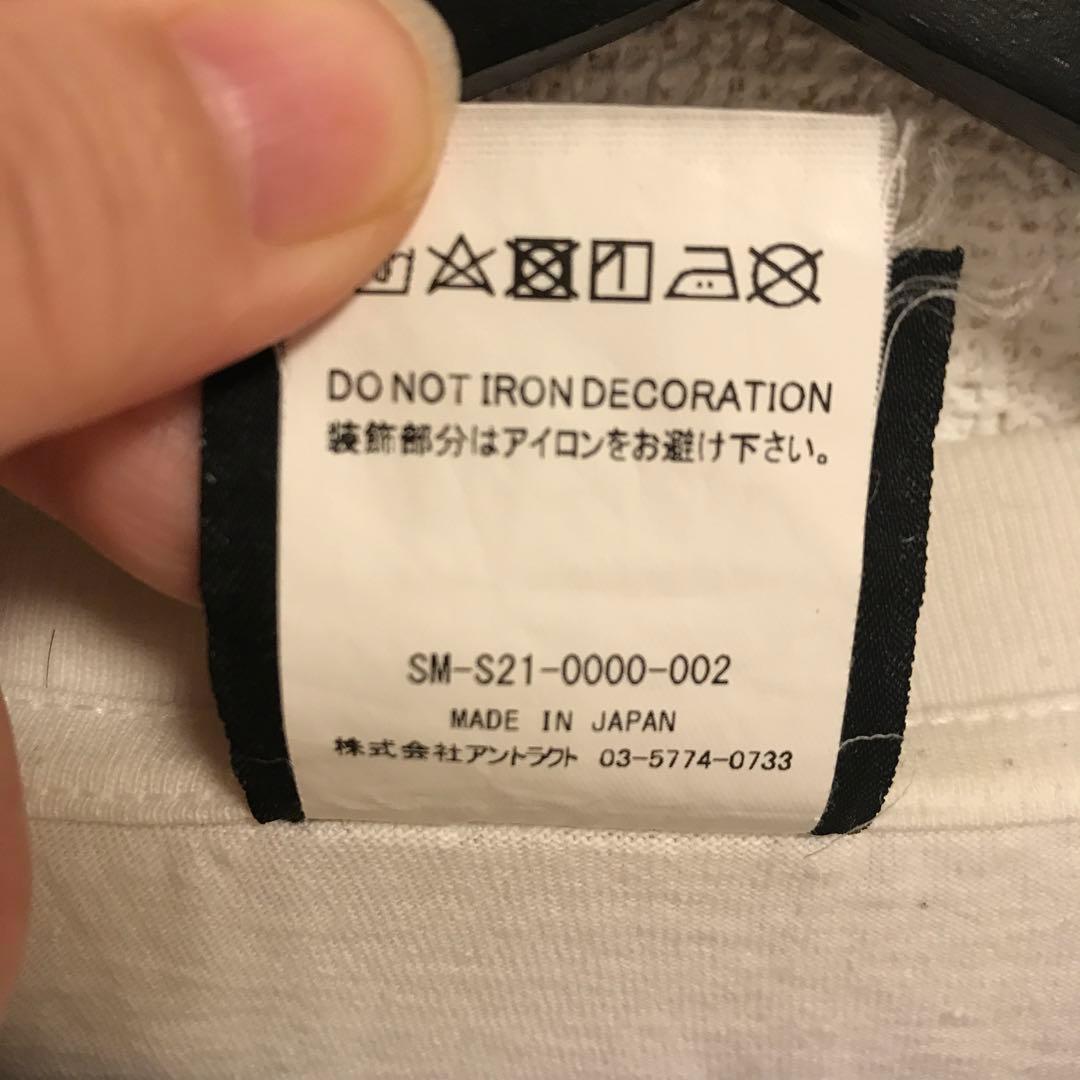 DO NOT IRON DECORATION
装飾部分はアイロンをお避け下さい。
SM-S21-0000-002
MADE IN JAPAN
株式会社アントラクト 03-5774-0733